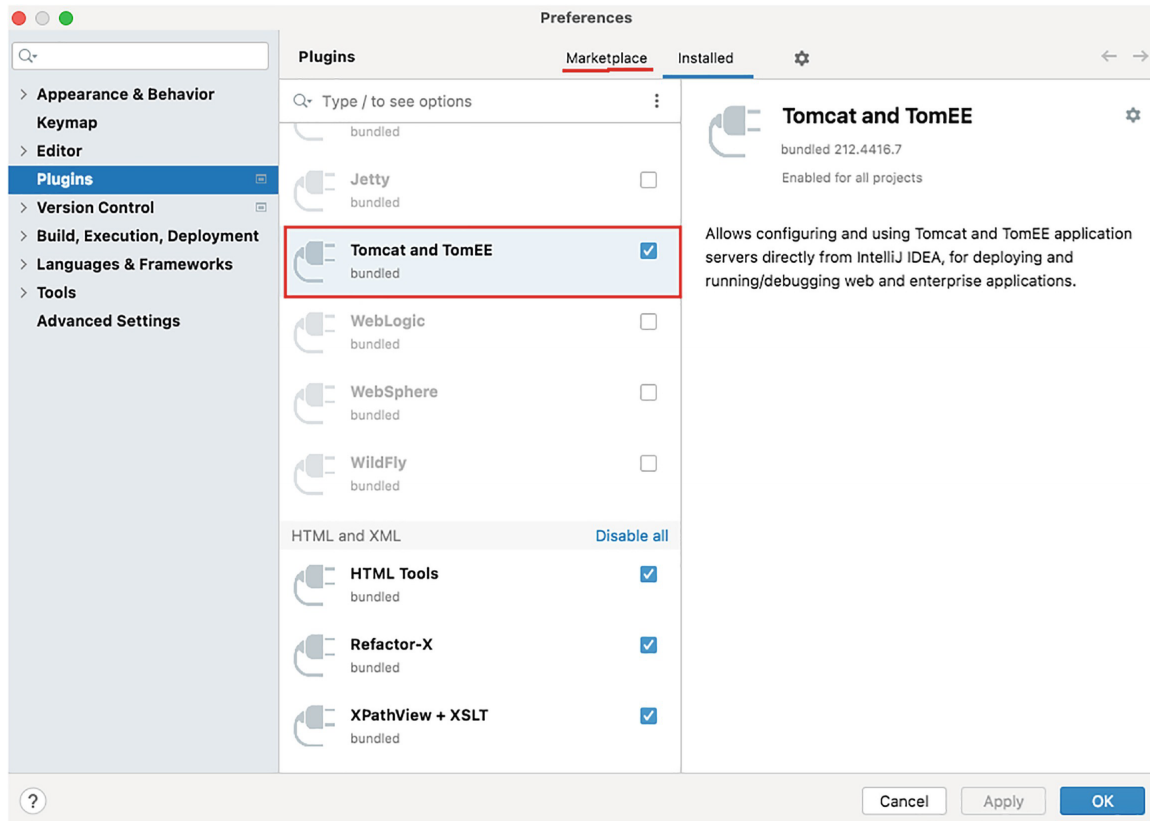 Preferences
Appearance & Behavior
Keymap
Editor
Plugins
Version Control
Build, Execution, Deployment
Languages & Frameworks
Tools
Advanced Settings
Plugins
Marketplace
Installed
Type / to see options
bundled
Jetty
bundled
Tomcat and TomEE
bundled
WebLogic
bundled
WebSphere
bundled
WildFly
bundled
HTML and XML
Disable all
HTML Tools
bundled
Refactor-X
bundled
XPathView + XSLT
bundled
Tomcat and TomEE
bundled 212.4416.7
Enabled for all projects
Allows configuring and using Tomcat and TomEE application
servers directly from IntelliJ IDEA, for deploying and
running/debugging web and enterprise applications.
?
Cancel
Apply
OK